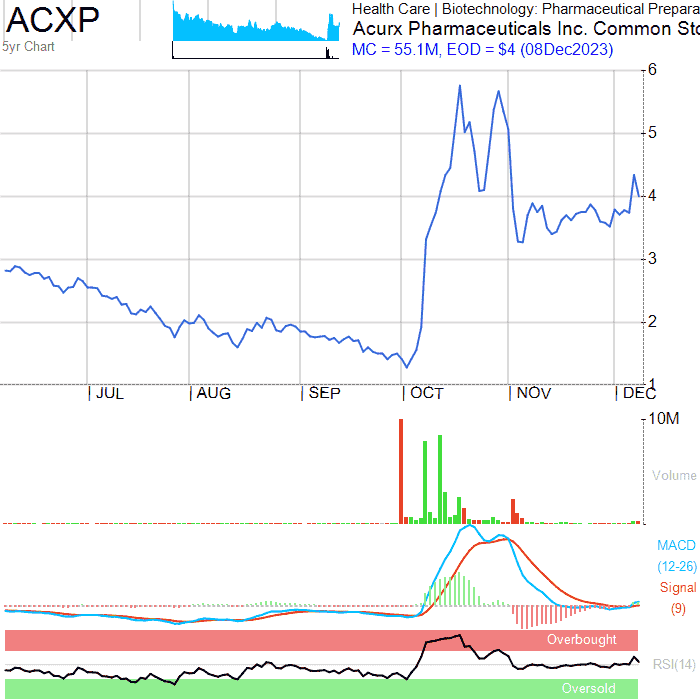 ACXP
5yr Chart
Health Care | Biotechnology: Pharmaceutical Prepara
Acurx Pharmaceuticals Inc. Common Sto
MC = 55.1M, EOD = $4 (08Dec2023)
6
5
4
3
2
1
JUL
AUG
SEP
OCT
NOV
DEC
10M
Volume
MACD
(12-26)
Signal
(9)
Overbought
RSI(14)
Oversold